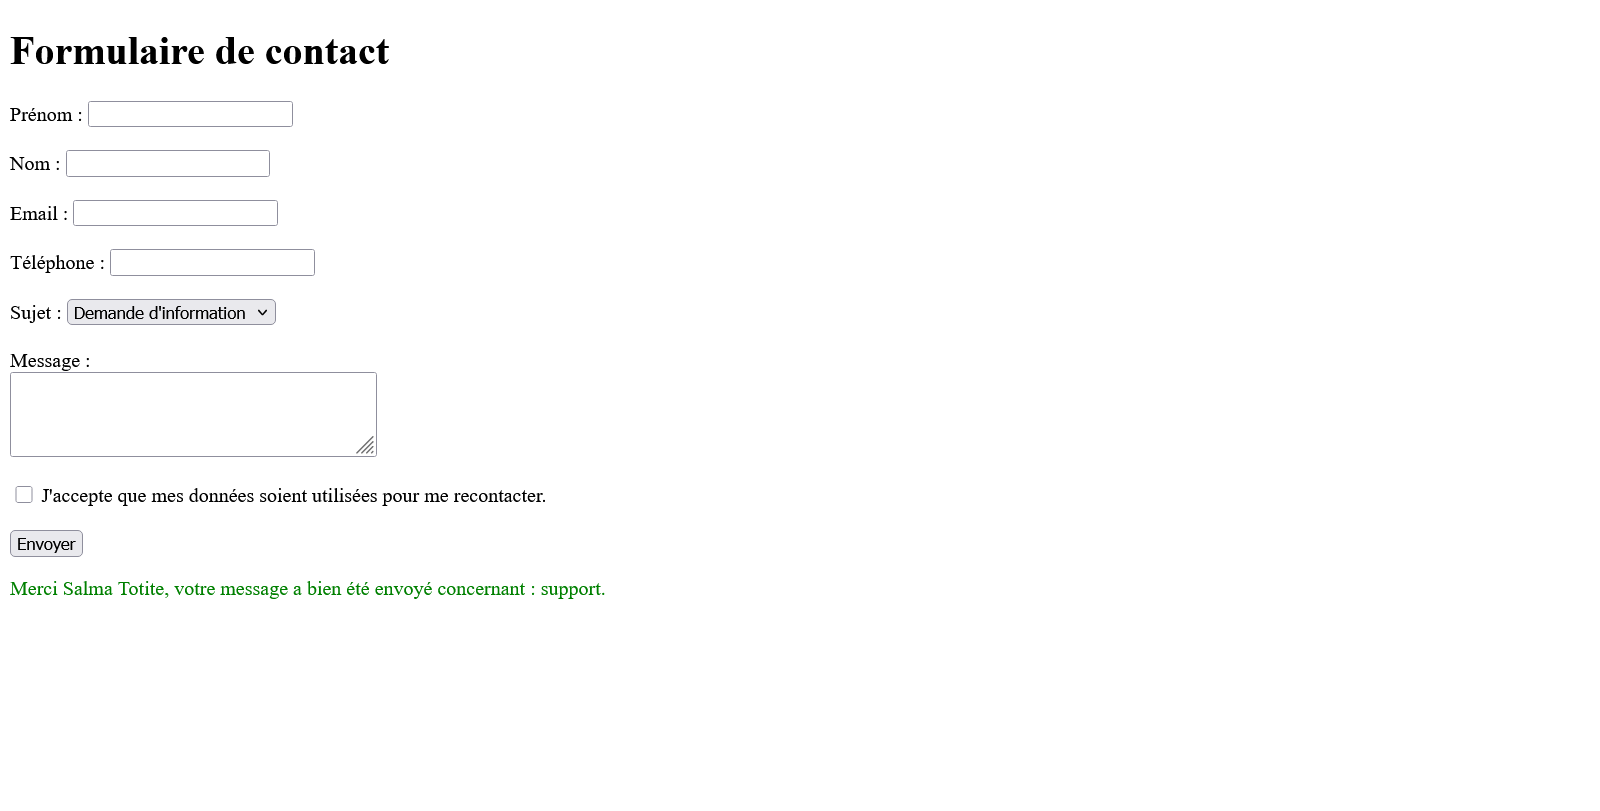 Formulaire de contact
Prénom :
Nom :
Email :
Téléphone :
Sujet : Demande d'information
Message :
J'accepte que mes données soient utilisées pour me recontacter.
Envoyer
Merci Salma Totite, votre message a bien été envoyé concernant : support.